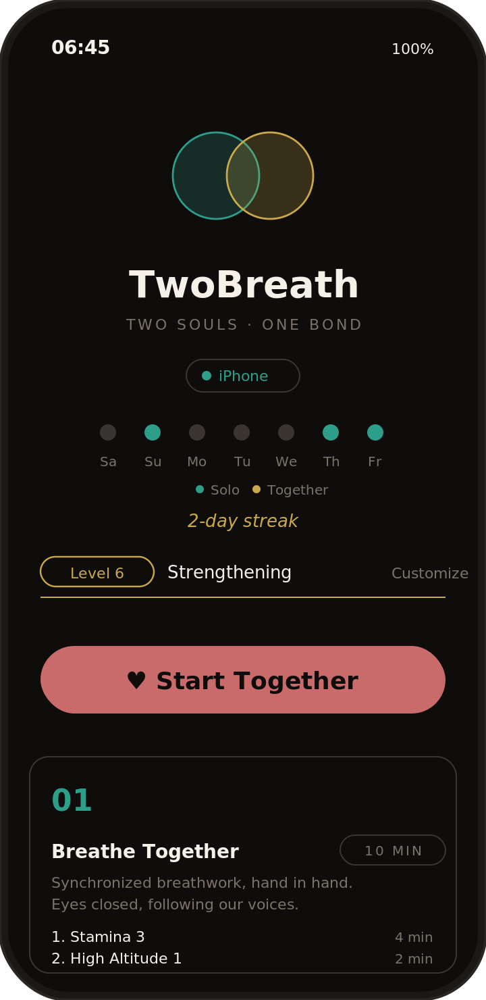 06:45 100%
TwoBreath
TWO SOULS · ONE BOND
iPhone
Sa Su Mo Tu We Th Fr
Solo Together
2-day streak
Level 6 Strengthening Customize
♥ Start Together
01
Breathe Together 10 MIN
Synchronized breathwork, hand in hand.
Eyes closed, following our voices.
1. Stamina 3 4 min
2. High Altitude 1 2 min